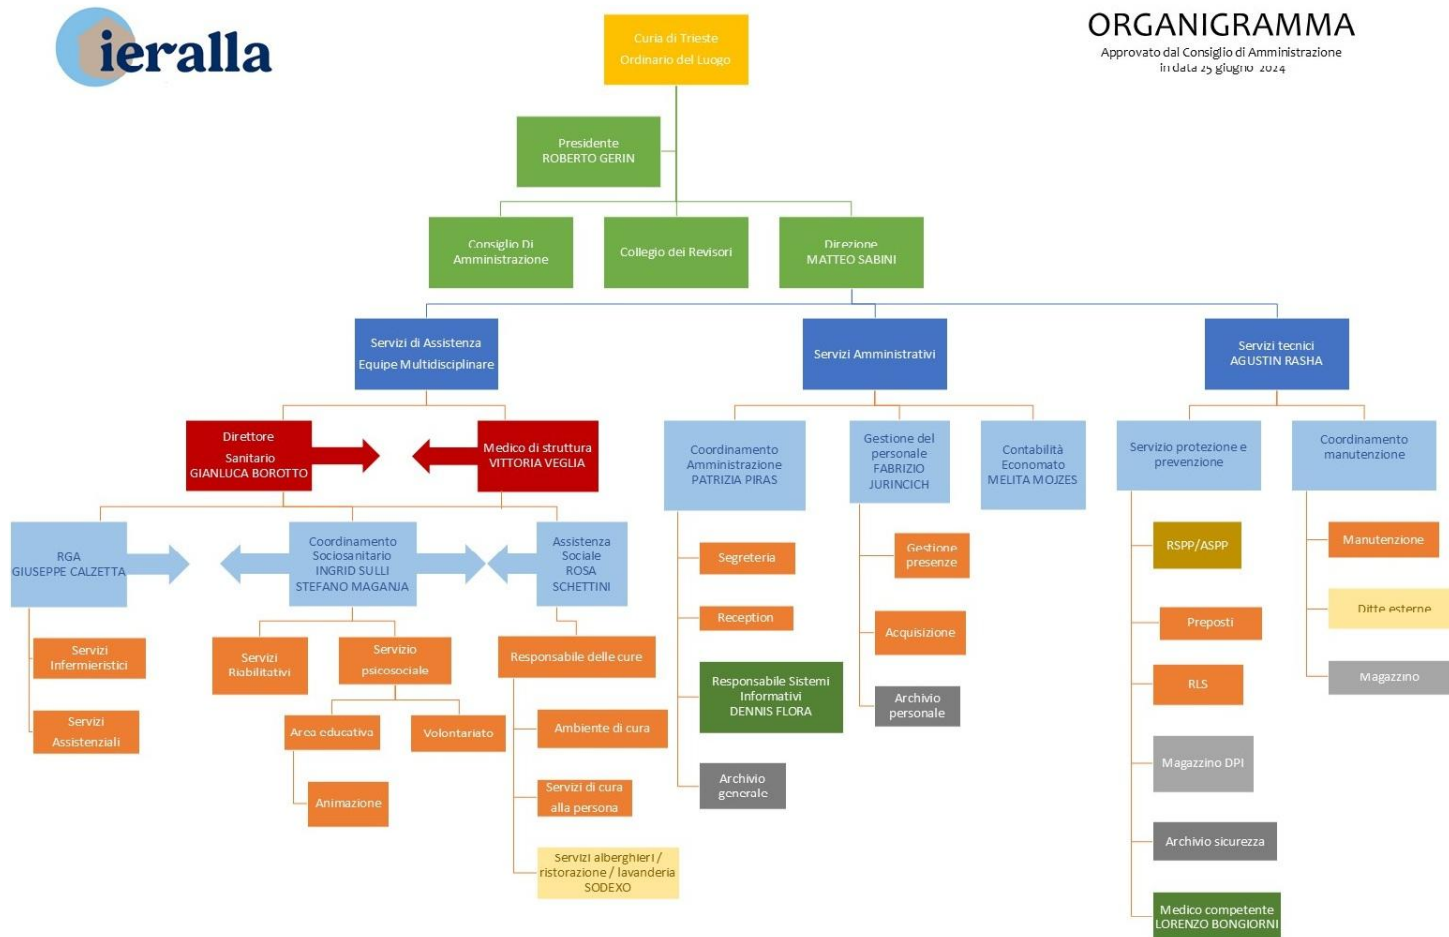 ieralla
ORGANIGRAMMA
Approvato dal Consiglio di Amministrazione
in data 25 giugno 2024
Curia di Trieste
Ordinario del Luogo
Presidente
ROBERTO GERIN
Consiglio Di
Amministrazione
Collegio dei Revisori
Direzione
MATTEO SABINI
Servizi di Assistenza
Equipe Multidisciplinare
Servizi Amministrativi
Servizi tecnici
AGUSTIN RASHA
Direttore
Sanitario
GIANLUCA BOROTTO
Medico di struttura
VITTORIA VEGLIA
Coordinamento
Amministrazione
PATRIZIA PIRAS
Gestione del
personale
FABRIZIO
JURINCICH
Contabilità
Economato
MELITA MOJZES
Servizio protezione e
prevenzione
Coordinamento
manutenzione
RGA
GIUSEPPE CALZETTA
Coordinamento
Sociosanitario
INGRID SULLI
STEFANO MAGANJA
Assistenza
Sociale
ROSA
SCHETTINI
Servizi
Infermieristici
Servizi
Assistenziali
Servizi
Riabilitativi
Servizio
psicosociale
Area educativa
Volontariato
Animazione
Responsabile delle cure
Ambiente di cura
Servizi di cura
alla persona
Servizi alberghieri /
ristorazione / lavanderia
SODEXO
Segreteria
Reception
Responsabile Sistemi
Informativi
DENNIS FLORA
Archivio
generale
Gestione
presenze
Acquisizione
Archivio
personale
RSPP/ASPP
Preposti
RLS
Magazzino DPI
Archivio sicurezza
Medico competente
LORENZO BONGIORNI
Manutenzione
Ditte esterne
Magazzino